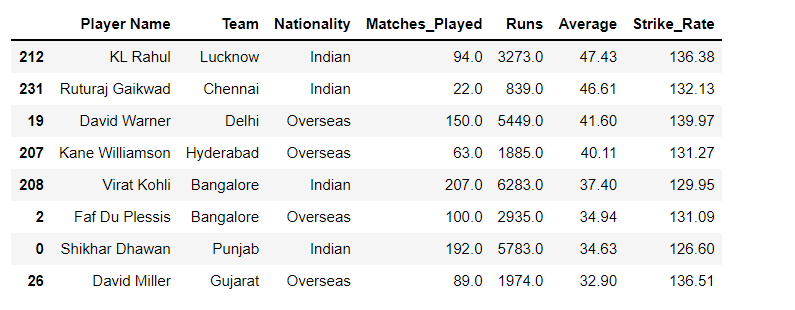 Player Name Team Nationality Matches_Played Runs Average Strike_Rate
212 KL Rahul Lucknow Indian 94.0 3273.0 47.43 136.38
231 Ruturaj Gaikwad Chennai Indian 22.0 839.0 46.61 132.13
19 David Warner Delhi Overseas 150.0 5449.0 41.60 139.97
207 Kane Williamson Hyderabad Overseas 63.0 1885.0 40.11 131.27
208 Virat Kohli Bangalore Indian 207.0 6283.0 37.40 129.95
2 Faf Du Plessis Bangalore Overseas 100.0 2935.0 34.94 131.09
0 Shikhar Dhawan Punjab Indian 192.0 5783.0 34.63 126.60
26 David Miller Gujarat Overseas 89.0 1974.0 32.90 136.51